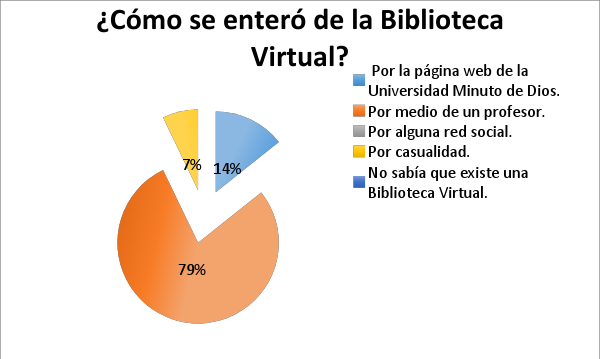 ¿Cómo se enteró de la Biblioteca
Virtual?
Por la página web de la
Universidad Minuto de Dios.
Por medio de un profesor.
Por alguna red social.
Por casualidad.
No sabía que existe una
Biblioteca Virtual.
7%
14%
79%